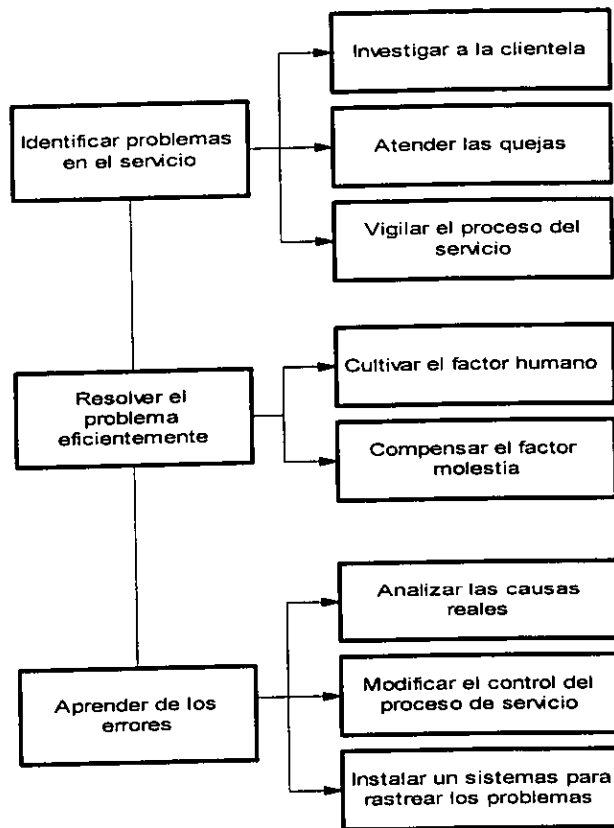 Identificar problemas
en el servicio
Investigar a la clientela
Atender las quejas
Vigilar el proceso del
servicio
Resolver el
problema
eficientemente
Cultivar el factor humano
Compensar el factor
molestia
Aprender de los
errores
Analizar las causas
reales
Modificar el control del
proceso de servicio
Instalar un sistemas para
rastrear los problemas